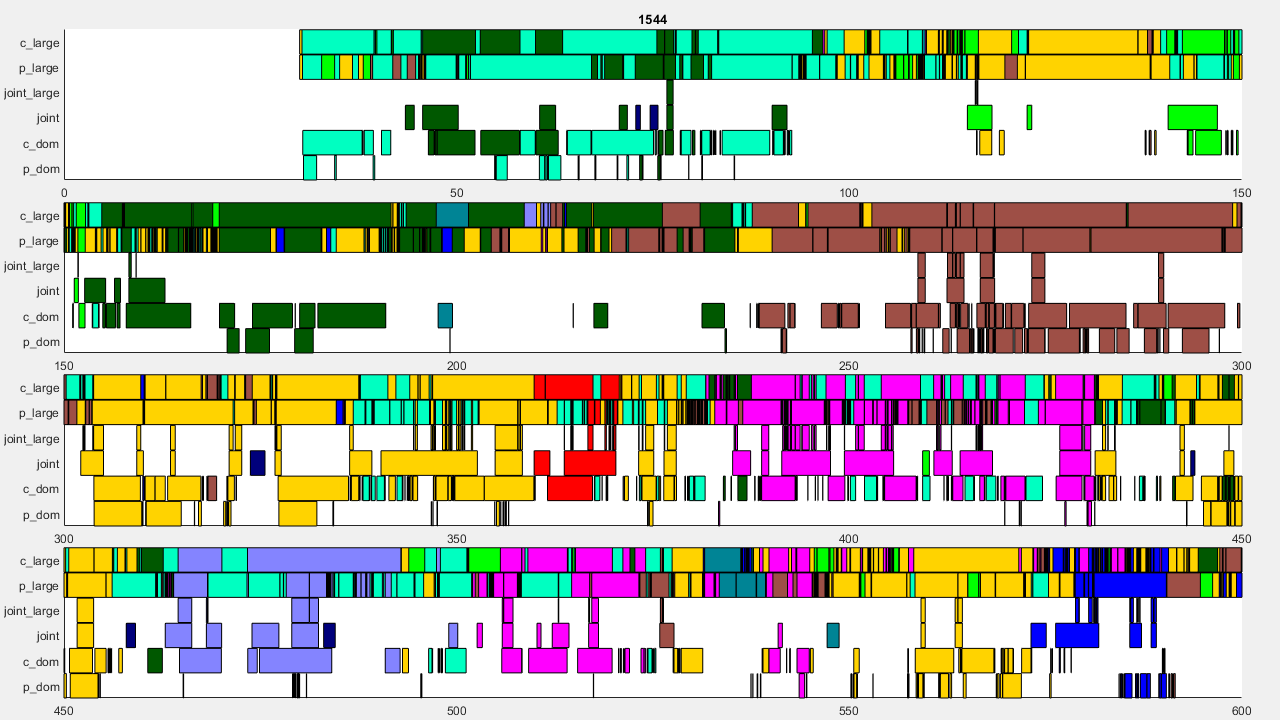 1544
c_large
p_large
joint_large
joint
c_dom
p_dom
0 50 100 150
c_large
p_large
joint_large
joint
c_dom
p_dom
150 200 250 300
c_large
p_large
joint_large
joint
c_dom
p_dom
300 350 400 450
c_large
p_large
joint_large
joint
c_dom
p_dom
450 500 550 600